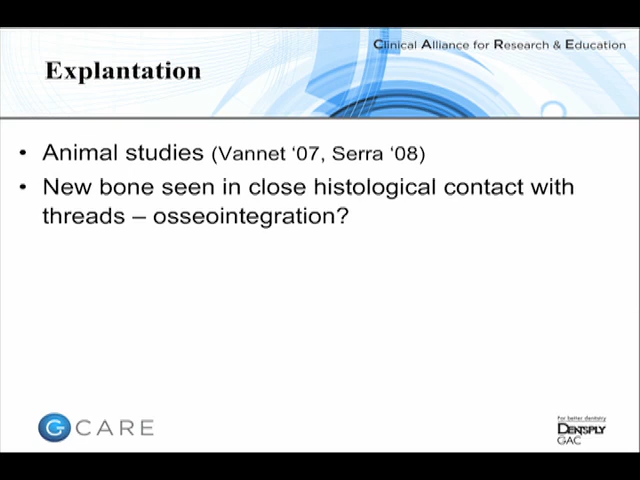 Clinical Alliance for Research & Education
Explantation
• Animal studies (Vannet ‘07, Serra ‘08)
• New bone seen in close histological contact with
threads – osseointegration?
G CARE
For better dentistry
DENTSPLY
GAC